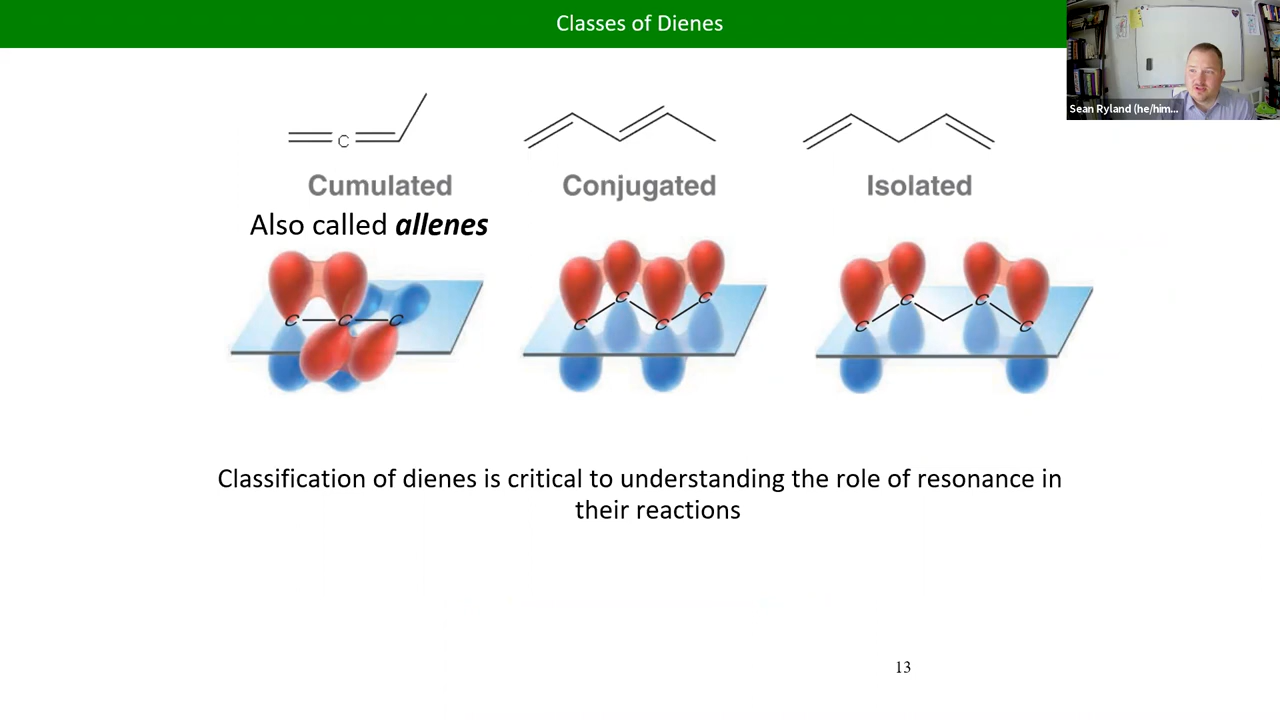 Classes of Dienes
Sean Ryland (he/him...
C
Cumulated
Conjugated
Isolated
Also called allenes
C C C
C C C C
C C C C
Classification of dienes is critical to understanding the role of resonance in
their reactions
13